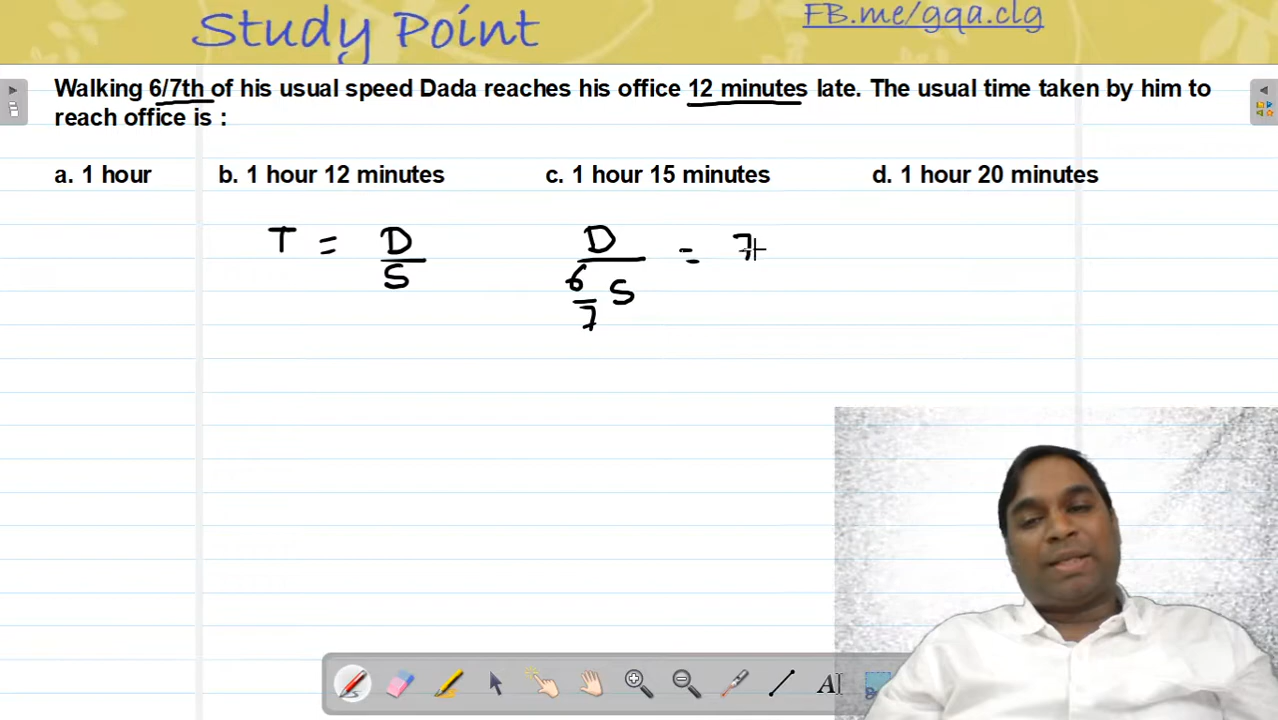 Study Point
FB.me/gqa.clg
Walking 6/7th of his usual speed Dada reaches his office 12 minutes late. The usual time taken by him to
reach office is :
a. 1 hour b. 1 hour 12 minutes c. 1 hour 15 minutes d. 1 hour 20 minutes
T = D/S D/(6/7 S) = 7
A